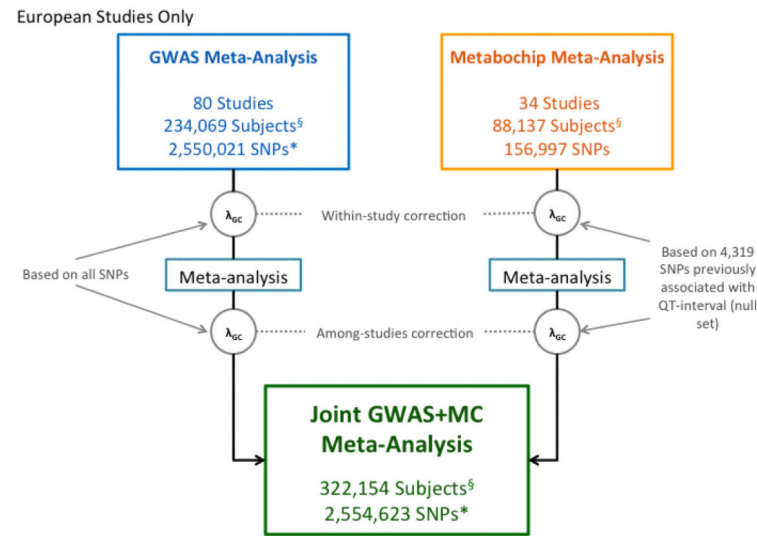 European Studies Only
GWAS Meta-Analysis
80 Studies
234,069 Subjects§
2,550,021 SNPs*
Metabochip Meta-Analysis
34 Studies
88,137 Subjects§
156,997 SNPs
λGC
Within-study correction
λGC
Based on all SNPs
Meta-analysis
Meta-analysis
Based on 4,319
SNPs previously
associated with
QT-interval (null
set)
λGC
Among-studies correction
λGC
Joint GWAS+MC
Meta-Analysis
322,154 Subjects§
2,554,623 SNPs*